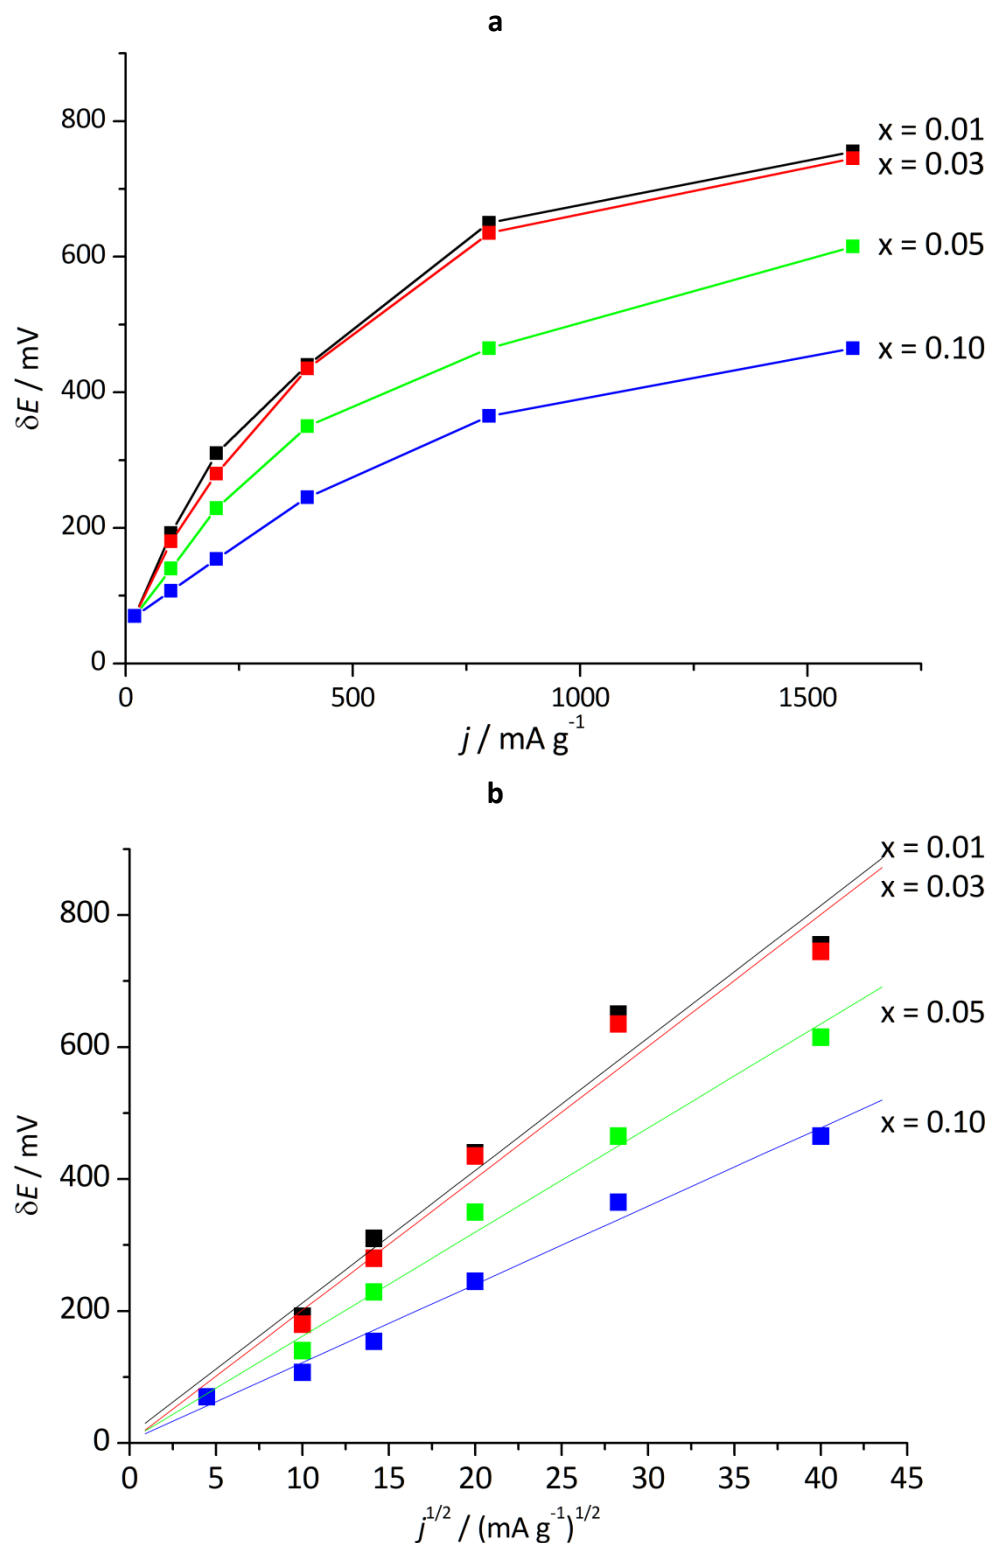 a
800
600
400
200
0
δE / mV
x = 0.01
x = 0.03
x = 0.05
x = 0.10
0 500 1000 1500
j / mA g⁻¹
b
800
600
400
200
0
δE / mV
x = 0.01
x = 0.03
x = 0.05
x = 0.10
0 5 10 15 20 25 30 35 40 45
j^1/2 / (mA g⁻¹)^1/2